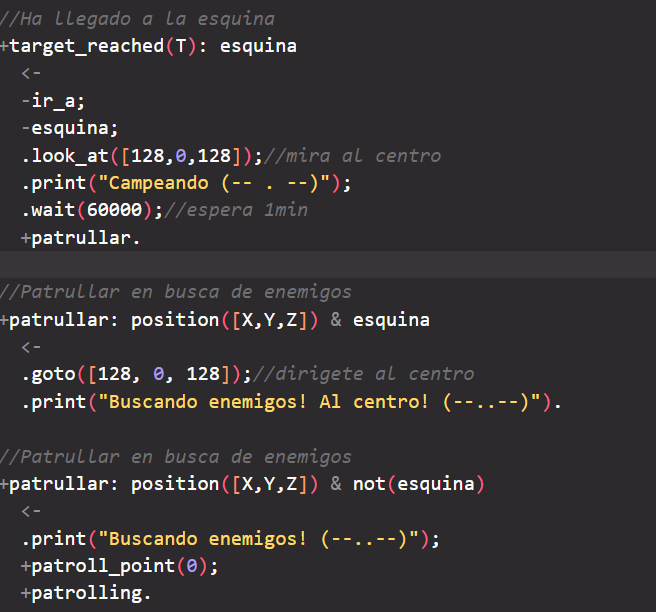 //Ha llegado a la esquina
+target_reached(T): esquina
<-
-ir_a;
-esquina;
.look_at([128,0,128]);//mira al centro
.print("Campeando (-- . --)");
.wait(60000);//espera 1min
+patrullar.
//Patrullar en busca de enemigos
+patrullar: position([X,Y,Z]) & esquina
<-
.goto([128, 0, 128]);//dirigete al centro
.print("Buscando enemigos! Al centro! (--..--)").
//Patrullar en busca de enemigos
+patrullar: position([X,Y,Z]) & not(esquina)
<-
.print("Buscando enemigos! (--..--)");
+patroll_point(0);
+patrolling.